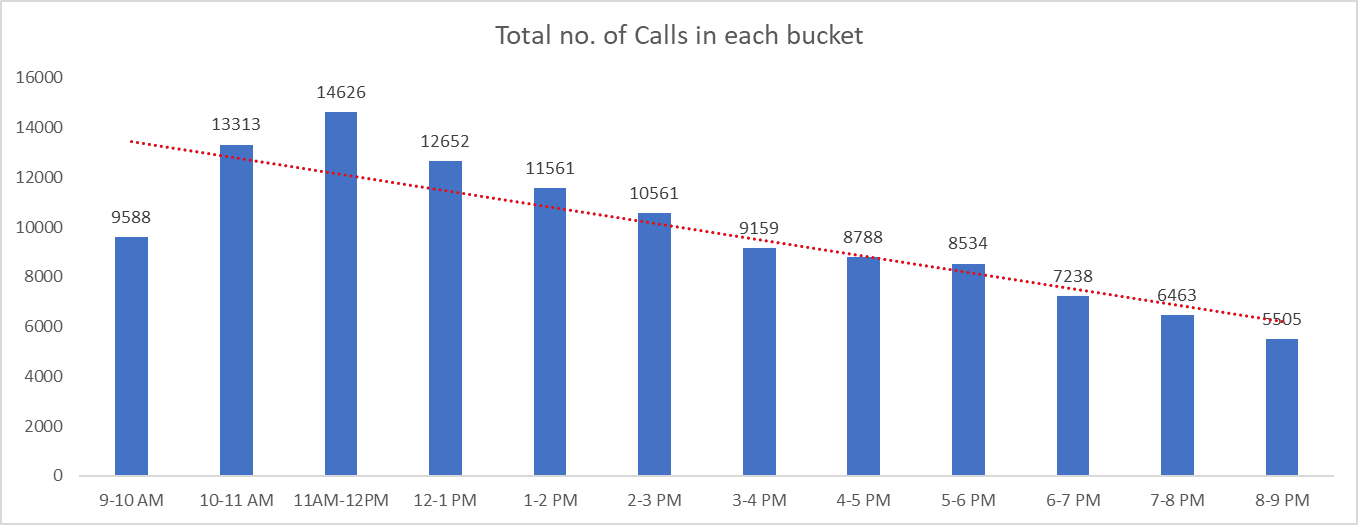 Total no. of Calls in each bucket
16000
14000
12000
10000
8000
6000
4000
2000
0
9588
13313
14626
12652
11561
10561
9159
8788
8534
7238
6463
5505
9-10 AM
10-11 AM
11AM-12PM
12-1 PM
1-2 PM
2-3 PM
3-4 PM
4-5 PM
5-6 PM
6-7 PM
7-8 PM
8-9 PM